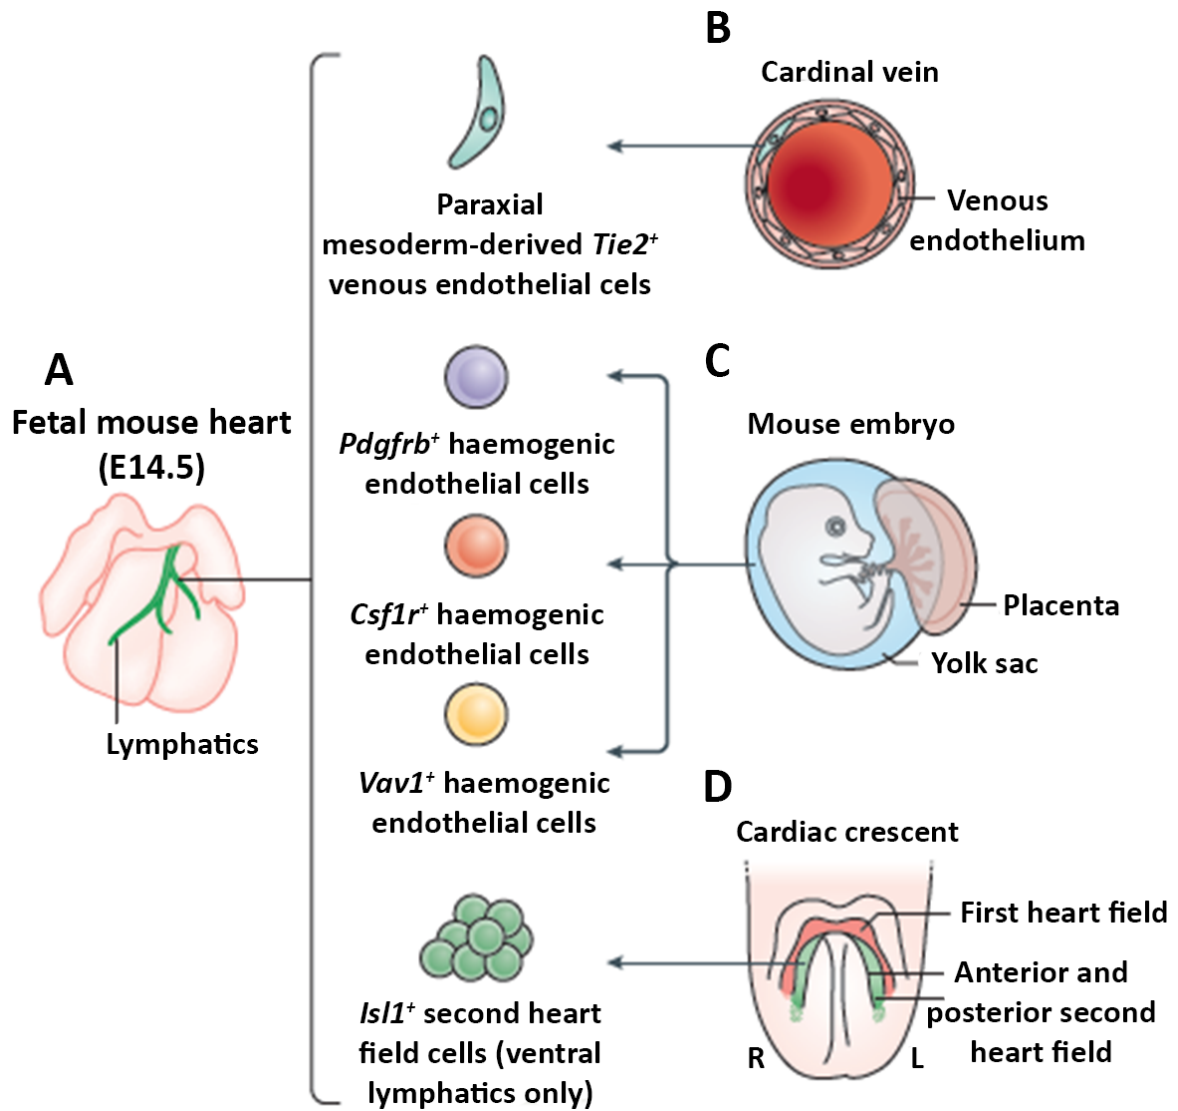 A
Fetal mouse heart
(E14.5)
Lymphatics
Paraxial
mesoderm-derived Tie2⁺
venous endothelial cels
Pdgfrb⁺ haemogenic
endothelial cells
Csf1r⁺ haemogenic
endothelial cells
Vav1⁺ haemogenic
endothelial cells
Isl1⁺ second heart
field cells (ventral
lymphatics only)
B
Cardinal vein
Venous
endothelium
C
Mouse embryo
Placenta
Yolk sac
D
Cardiac crescent
First heart field
Anterior and
posterior second
heart field
R
L